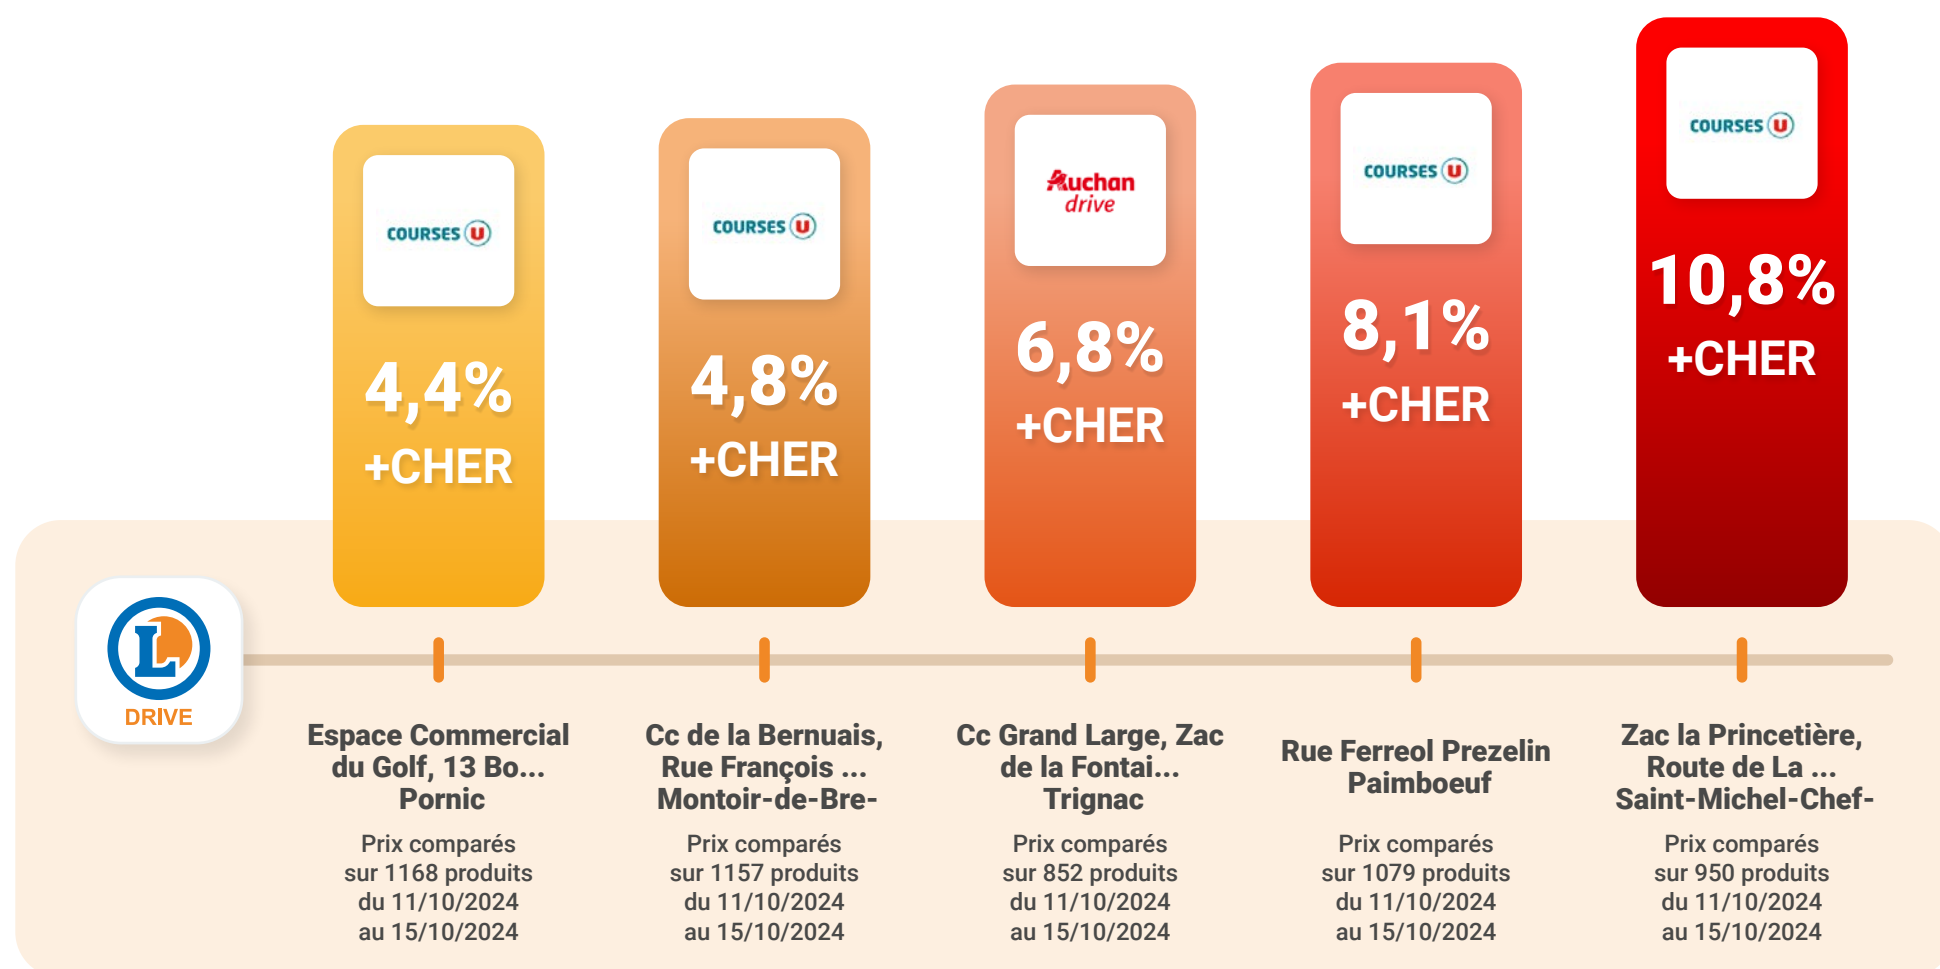 COURSES U
4,4%
+CHER
COURSES U
4,8%
+CHER
Auchan
drive
6,8%
+CHER
COURSES U
8,1%
+CHER
COURSES U
10,8%
+CHER
L
DRIVE
Espace Commercial
du Golf, 13 Bo...
Pornic
Prix comparés
sur 1168 produits
du 11/10/2024
au 15/10/2024
Cc de la Bernuais,
Rue François ...
Montoir-de-Bre-
Prix comparés
sur 1157 produits
du 11/10/2024
au 15/10/2024
Cc Grand Large, Zac
de la Fontai...
Trignac
Prix comparés
sur 852 produits
du 11/10/2024
au 15/10/2024
Rue Ferreol Prezelin
Paimboeuf
Prix comparés
sur 1079 produits
du 11/10/2024
au 15/10/2024
Zac la Princetière,
Route de La ...
Saint-Michel-Chef-
Prix comparés
sur 950 produits
du 11/10/2024
au 15/10/2024